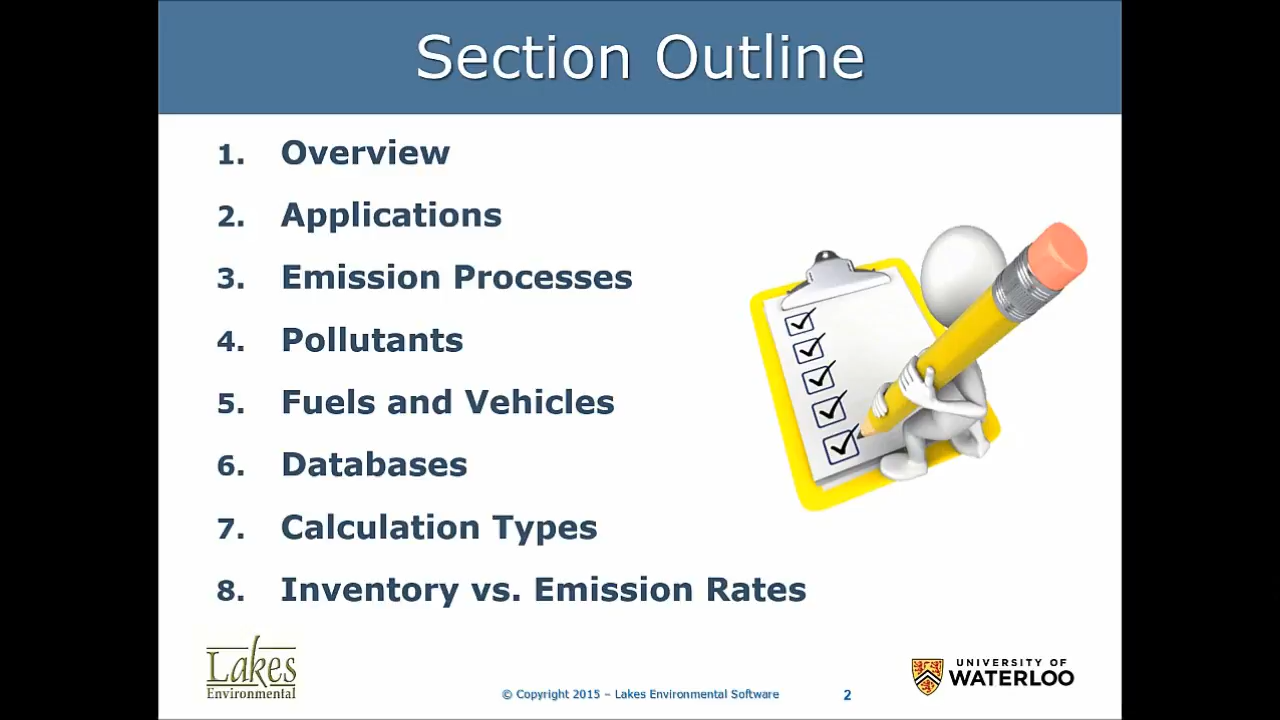 Section Outline
1. Overview
2. Applications
3. Emission Processes
4. Pollutants
5. Fuels and Vehicles
6. Databases
7. Calculation Types
8. Inventory vs. Emission Rates
Lakes
Environmental
© Copyright 2015 – Lakes Environmental Software
2
UNIVERSITY OF
WATERLOO